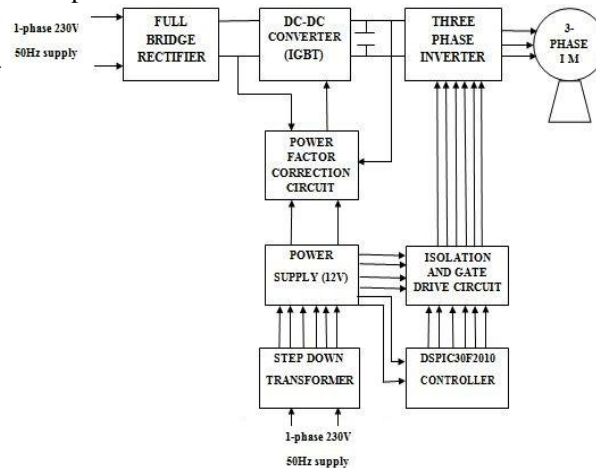 1-phase 230V
50Hz supply
FULL
BRIDGE
RECTIFIER
DC-DC
CONVERTER
(IGBT)
THREE
PHASE
INVERTER
3-
PHASE
I M
POWER
FACTOR
CORRECTION
CIRCUIT
POWER
SUPPLY (12V)
ISOLATION
AND GATE
DRIVE CIRCUIT
STEP DOWN
TRANSFORMER
DSPIC30F2010
CONTROLLER
1-phase 230V
50Hz supply